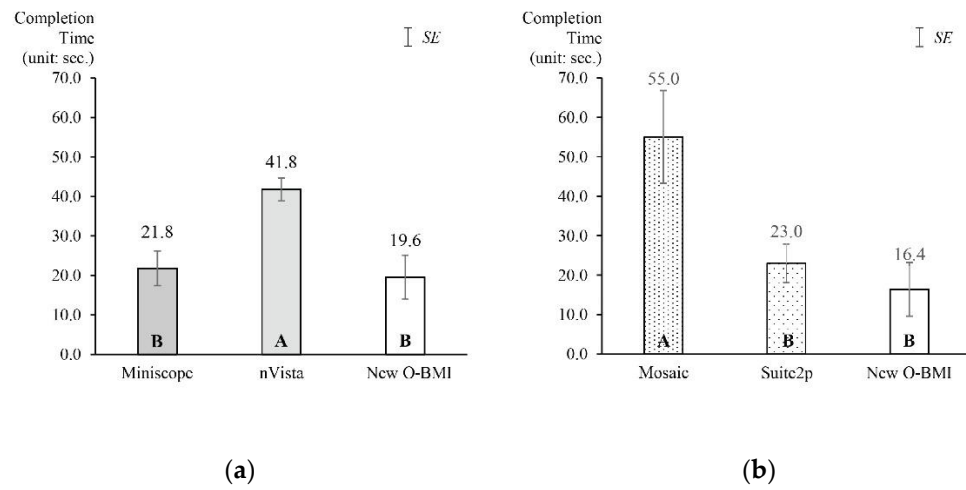 Completion
Time
(unit: sec.)
SE
70.0
60.0
50.0
40.0
30.0
20.0
10.0
0.0
21.8
41.8
19.6
B
A
B
Miniscope
nVista
New O-BMI
(a)
Completion
Time
(unit: sec.)
SE
70.0
60.0
50.0
40.0
30.0
20.0
10.0
0.0
55.0
23.0
16.4
A
B
B
Mosaic
Suite2p
New O-BMI
(b)